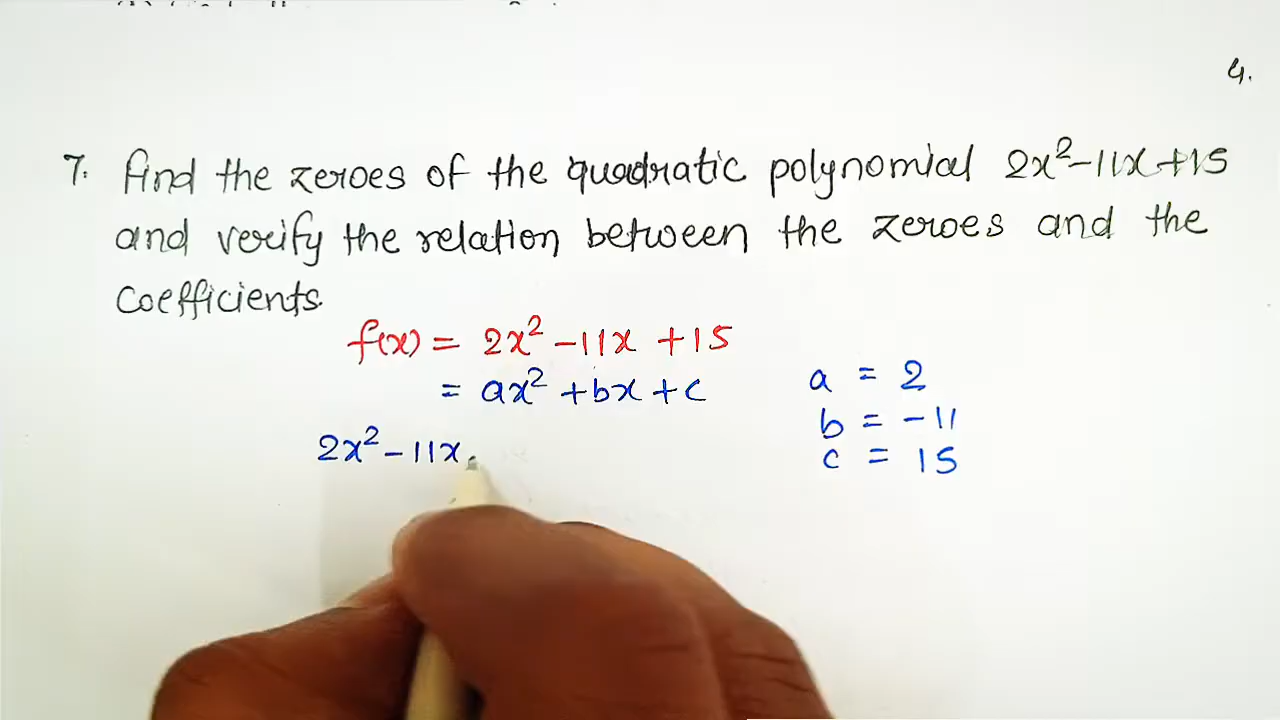 4.
7. Find the zeroes of the quadratic polynomial 2x²-11x+15
and verify the relation between the zeroes and the
coefficients.
f(x) = 2x² -11x +15
= ax² +bx +c
a = 2
b = -11
c = 15
2x² -11x